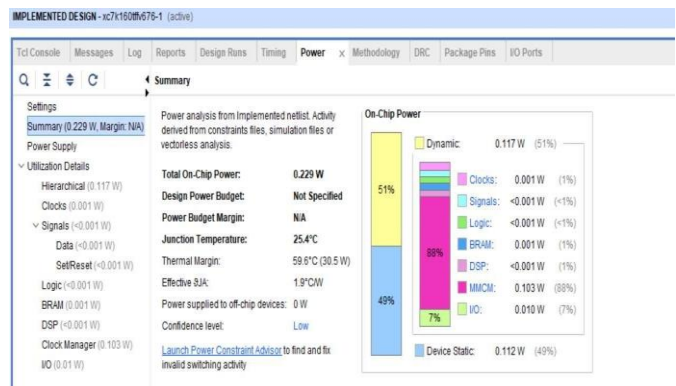 IMPLEMENTED DESIGN - xc7k160tffv676-1 (active)
Tcl Console Messages Log Reports Design Runs Timing Power x Methodology DRC Package Pins I/O Ports
Summary
Settings
Summary (0.229 W, Margin: N/A)
Power Supply
Utilization Details
Hierarchical (0.117 W)
Clocks (0.001 W)
Signals (<0.001 W)
Data (<0.001 W)
Set/Reset (<0.001 W)
Logic (<0.001 W)
BRAM (0.001 W)
DSP (<0.001 W)
Clock Manager (0.103 W)
I/O (0.01 W)
Power analysis from Implemented netlist. Activity
derived from constraints files, simulation files or
vectorless analysis.
Total On-Chip Power: 0.229 W
Design Power Budget: Not Specified
Power Budget Margin: N/A
Junction Temperature: 25.4°C
Thermal Margin: 59.6°C (30.5 W)
Effective ϑJA: 1.9°C/W
Power supplied to off-chip devices: 0 W
Confidence level: Low
Launch Power Constraint Advisor to find and fix
invalid switching activity
On-Chip Power
51%
49%
Dynamic: 0.117 W (51%)
88%
7%
Clocks: 0.001 W (1%)
Signals: <0.001 W (<1%)
Logic: <0.001 W (<1%)
BRAM: 0.001 W (1%)
DSP: <0.001 W (1%)
MMCM: 0.103 W (88%)
I/O: 0.010 W (7%)
Device Static: 0.112 W (49%)